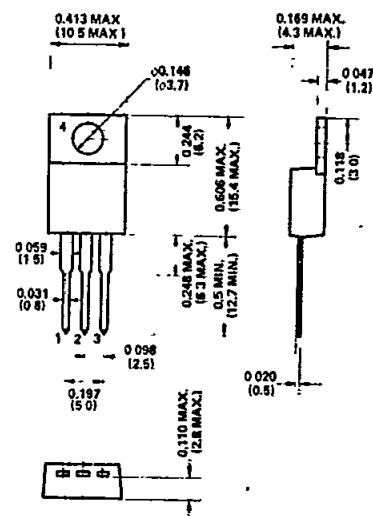 0.413 MAX
(10 5 MAX)
0.169 MAX.
(4.3 MAX.)
ø0.146
(ø3.7)
0.047
(1.2)
4
0.244
(6.2)
0.606 MAX.
(15.4 MAX.)
0.118
(3 0)
0 059
(1 5)
0.031
(0 8)
0.248 MAX.
(6 3 MAX.)
0.5 MIN.
(12.7 MIN.)
1 2 3
0 098
(2.5)
0.197
(5 0)
0 020
(0.5)
0.110 MAX.
(2.8 MAX.)